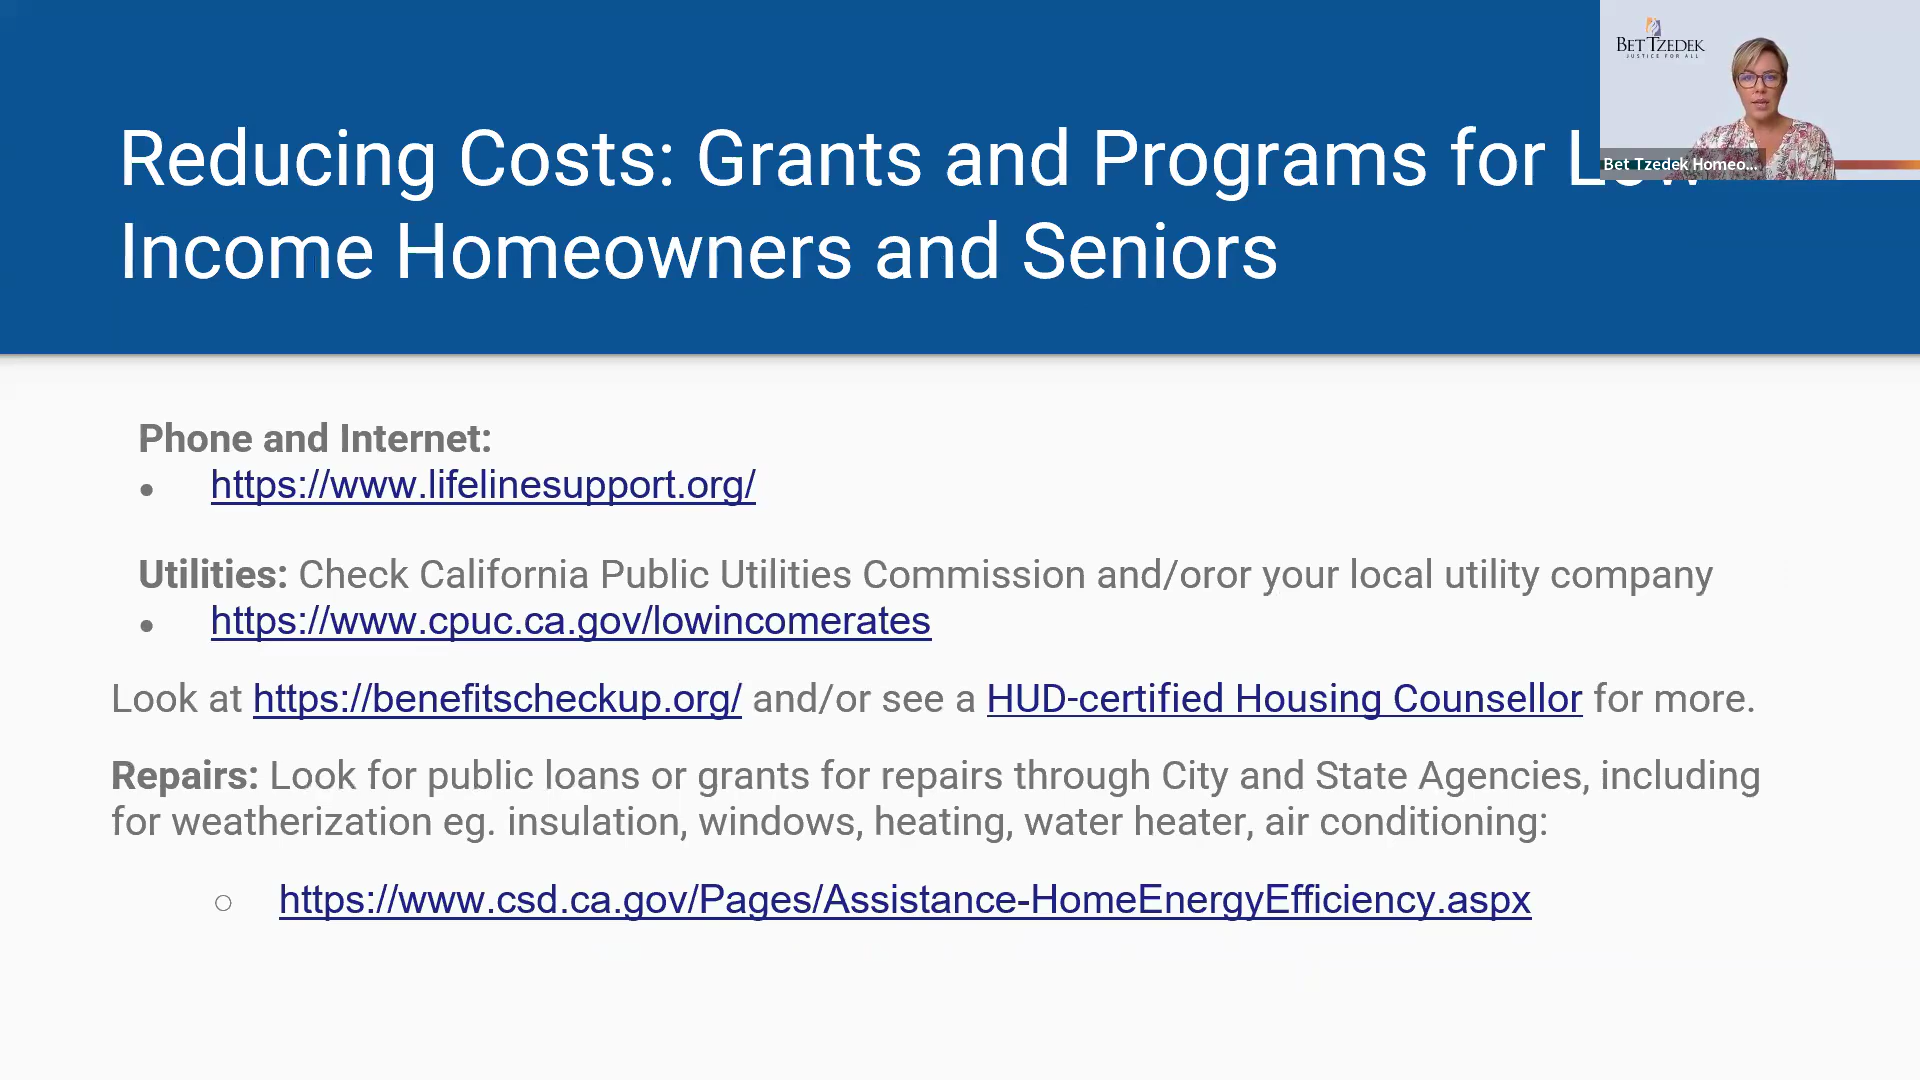 BET TZEDEK
JUSTICE FOR ALL
Bet Tzedek Homeo...
Reducing Costs: Grants and Programs for Low
Income Homeowners and Seniors
Phone and Internet:
• https://www.lifelinesupport.org/
Utilities: Check California Public Utilities Commission and/oror your local utility company
• https://www.cpuc.ca.gov/lowincomerates
Look at https://benefitscheckup.org/ and/or see a HUD-certified Housing Counsellor for more.
Repairs: Look for public loans or grants for repairs through City and State Agencies, including
for weatherization eg. insulation, windows, heating, water heater, air conditioning:
○ https://www.csd.ca.gov/Pages/Assistance-HomeEnergyEfficiency.aspx